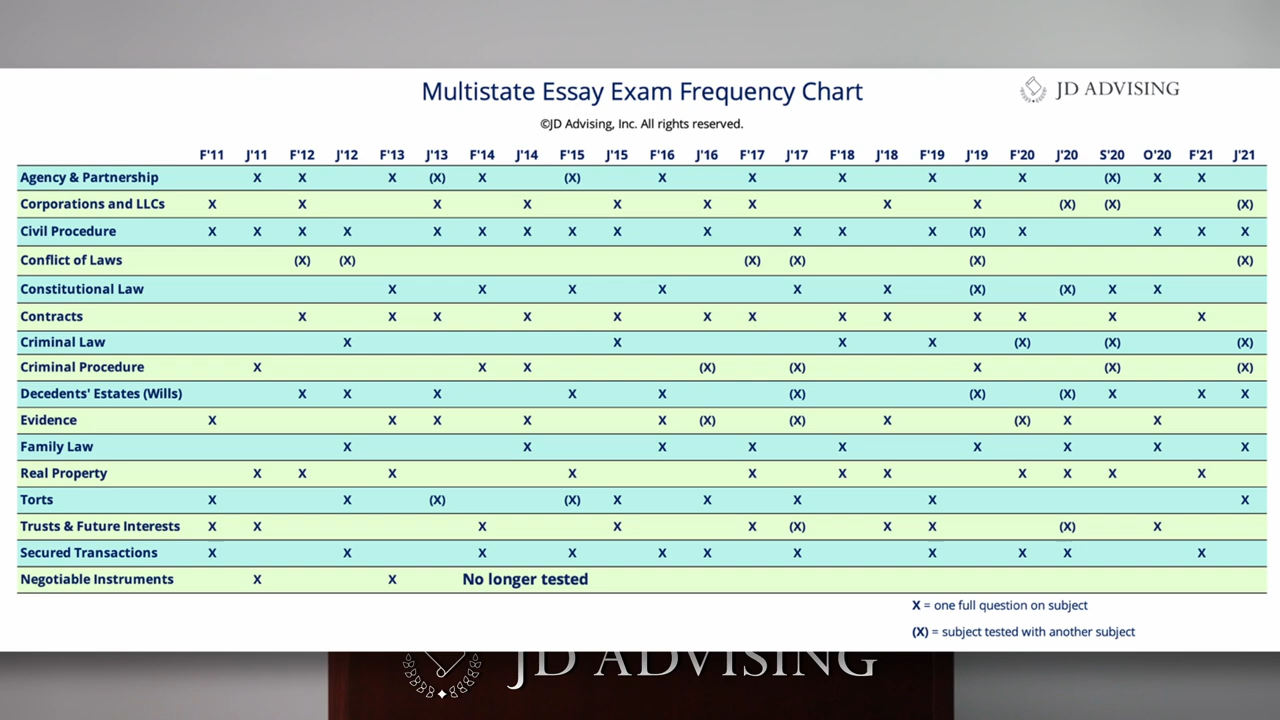 Multistate Essay Exam Frequency Chart
JD ADVISING
©JD Advising, Inc. All rights reserved.
F'11 J'11 F'12 J'12 F'13 J'13 F'14 J'14 F'15 J'15 F'16 J'16 F'17 J'17 F'18 J'18 F'19 J'19 F'20 J'20 S'20 O'20 F'21 J'21
Agency & Partnership X X X (X) X (X) X X X X X (X) X X
Corporations and LLCs X X X X X X X X X (X) (X) (X)
Civil Procedure X X X X X X X X X X X X X (X) X X X X
Conflict of Laws (X) (X) (X) (X) (X) (X)
Constitutional Law X X X X X X (X) (X) X X
Contracts X X X X X X X X X X X X X
Criminal Law X X X X (X) (X) (X)
Criminal Procedure X X X (X) (X) X (X) (X)
Decedents' Estates (Wills) X X X X X (X) (X) (X) X X X
Evidence X X X X X (X) (X) X (X) X X
Family Law X X X X X X X X X
Real Property X X X X X X X X X X X
Torts X X (X) (X) X X X X X
Trusts & Future Interests X X X X X (X) X X (X) X
Secured Transactions X X X X X X X X X X X
Negotiable Instruments X X No longer tested
X = one full question on subject
(X) = subject tested with another subject
JD ADVISING